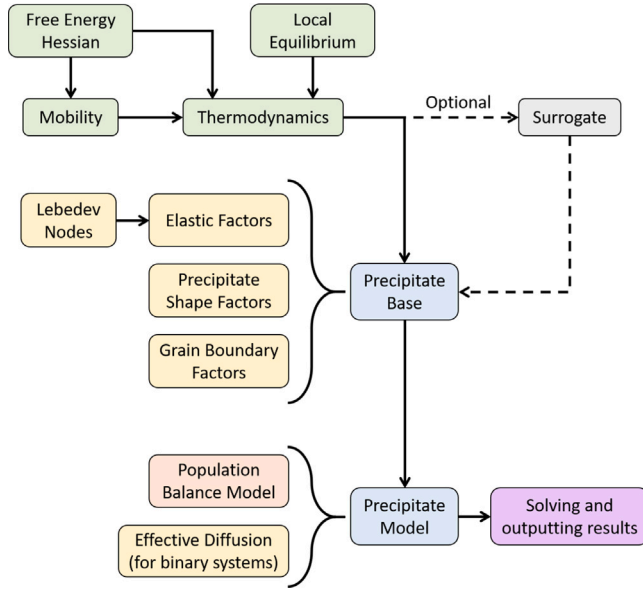 Free Energy
Hessian
Local
Equilibrium
Mobility
Thermodynamics
Optional
Surrogate
Lebedev
Nodes
Elastic Factors
Precipitate
Shape Factors
Precipitate
Base
Grain Boundary
Factors
Population
Balance Model
Precipitate
Model
Solving and
outputting results
Effective Diffusion
(for binary systems)